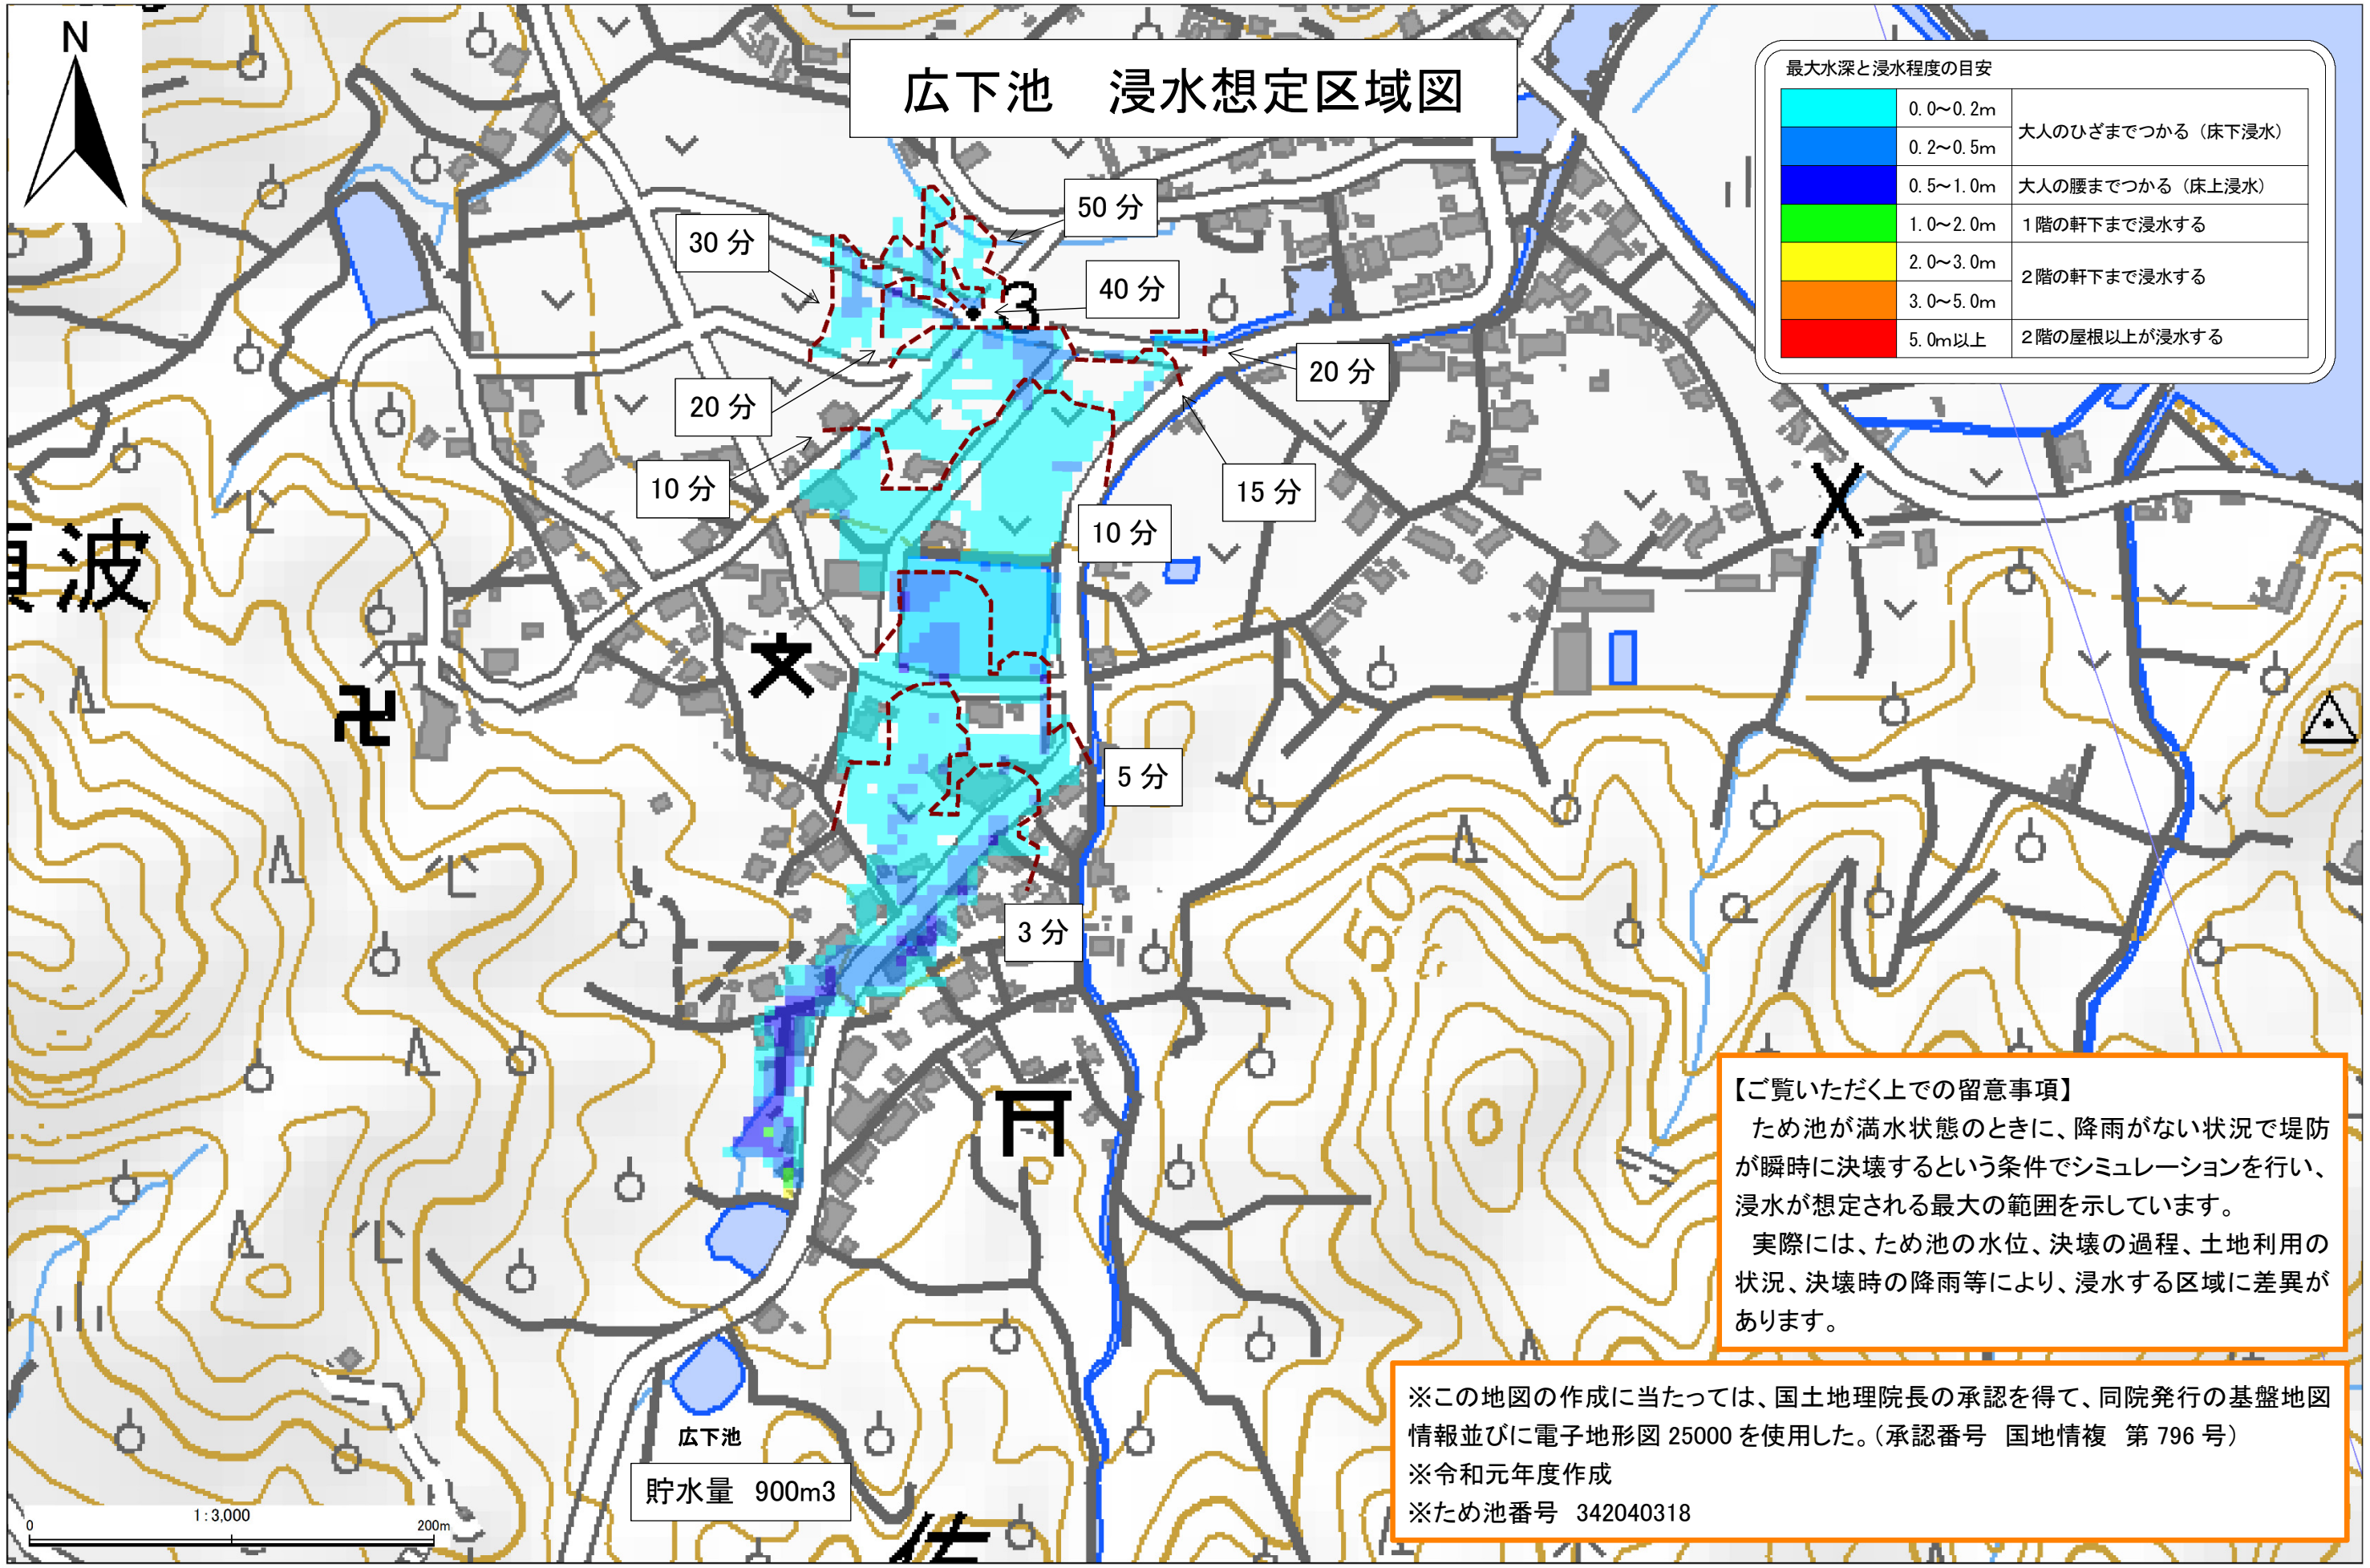 N
広下池　浸水想定区域図
最大水深と浸水程度の目安
0.0～0.2m
大人のひざまでつかる（床下浸水）
0.2～0.5m
0.5～1.0m 大人の腰までつかる（床上浸水）
1.0～2.0m １階の軒下まで浸水する
2.0～3.0m
２階の軒下まで浸水する
3.0～5.0m
5.0m以上 ２階の屋根以上が浸水する
50 分
30 分
40 分
3
20 分
20 分
10 分
15 分
10 分
波
5 分
3 分
50
【ご覧いただく上での留意事項】
ため池が満水状態のときに、降雨がない状況で堤防
が瞬時に決壊するという条件でシミュレーションを行い、
浸水が想定される最大の範囲を示しています。
実際には、ため池の水位、決壊の過程、土地利用の
状況、決壊時の降雨等により、浸水する区域に差異が
あります。
※この地図の作成に当たっては、国土地理院長の承認を得て、同院発行の基盤地図
情報並びに電子地形図 25000 を使用した。（承認番号　国地情複　第 796 号）
※令和元年度作成
※ため池番号　342040318
広下池
貯水量　900m3
佐
1:3,000
0 200m